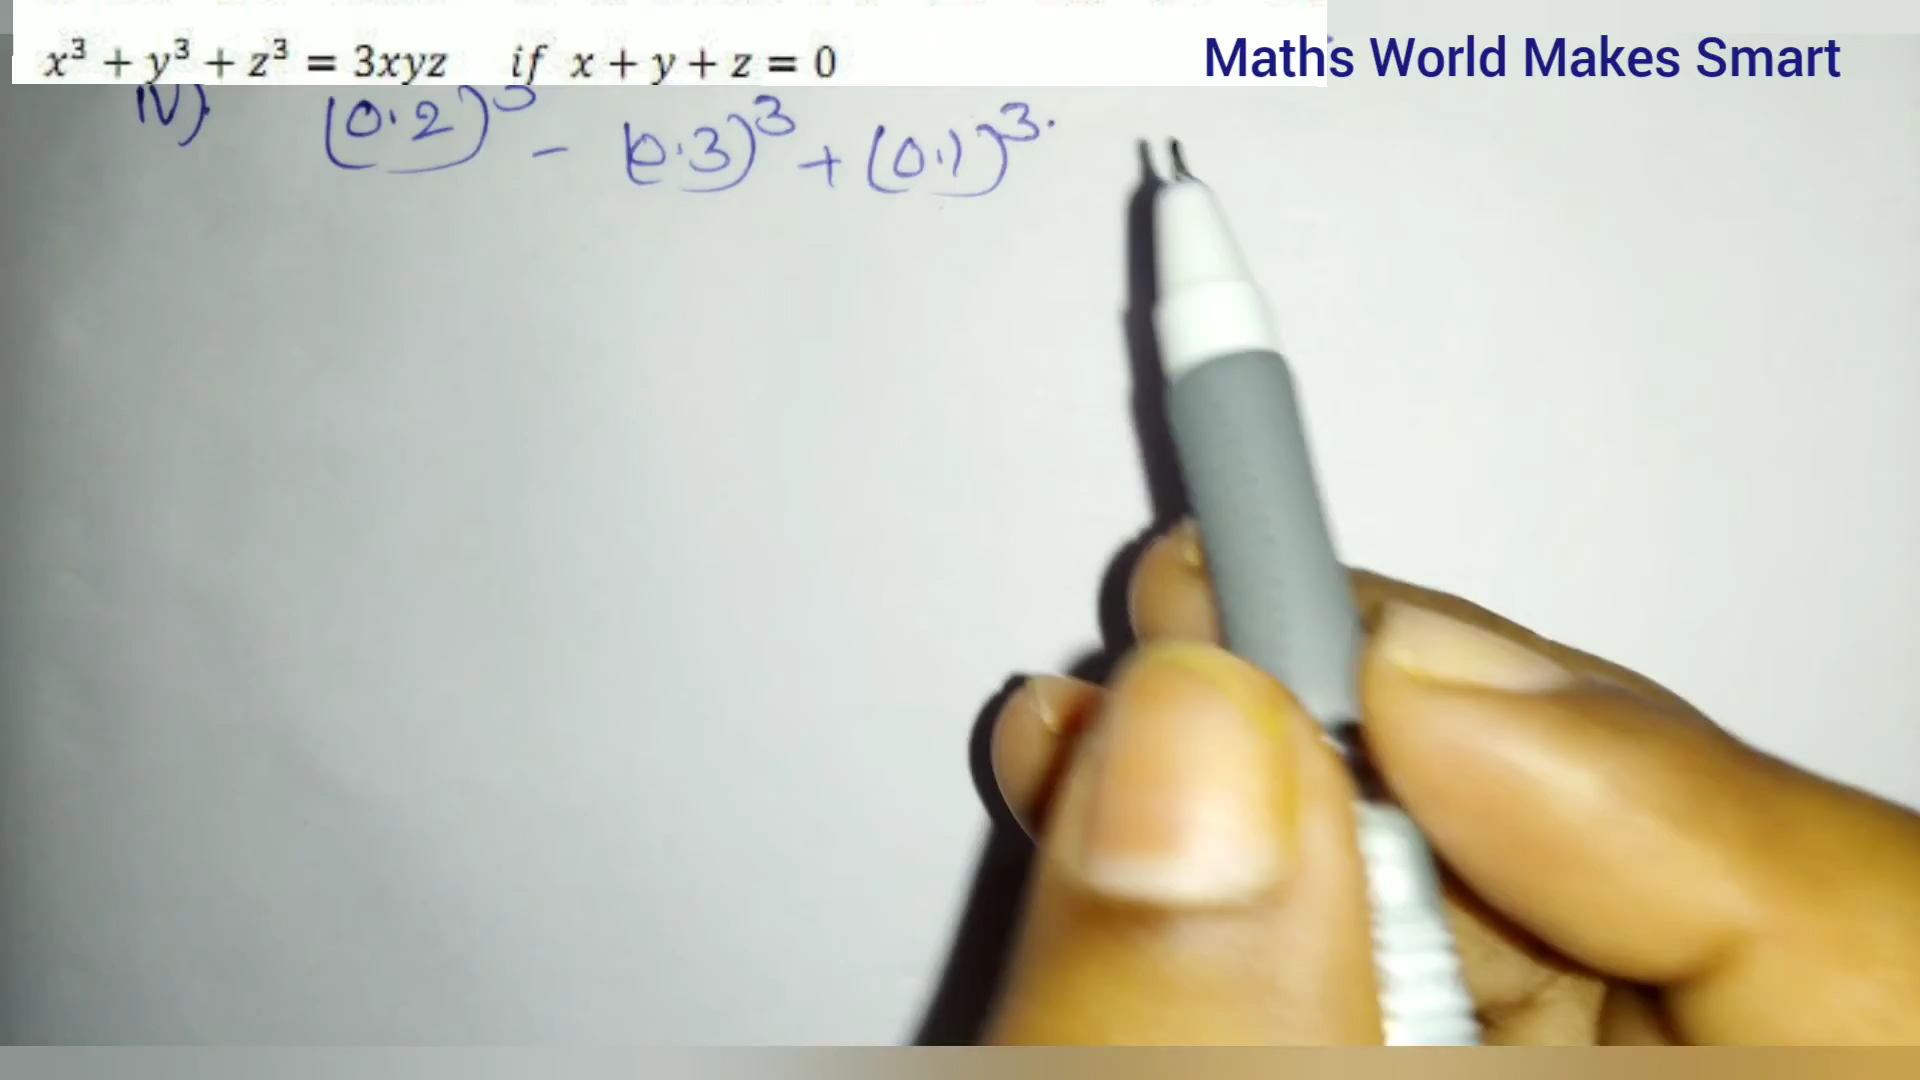 x³ + y³ + z³ = 3xyz if x + y + z = 0
Maths World Makes Smart
IV) (0.2)³ - (0.3)³ + (0.1)³.